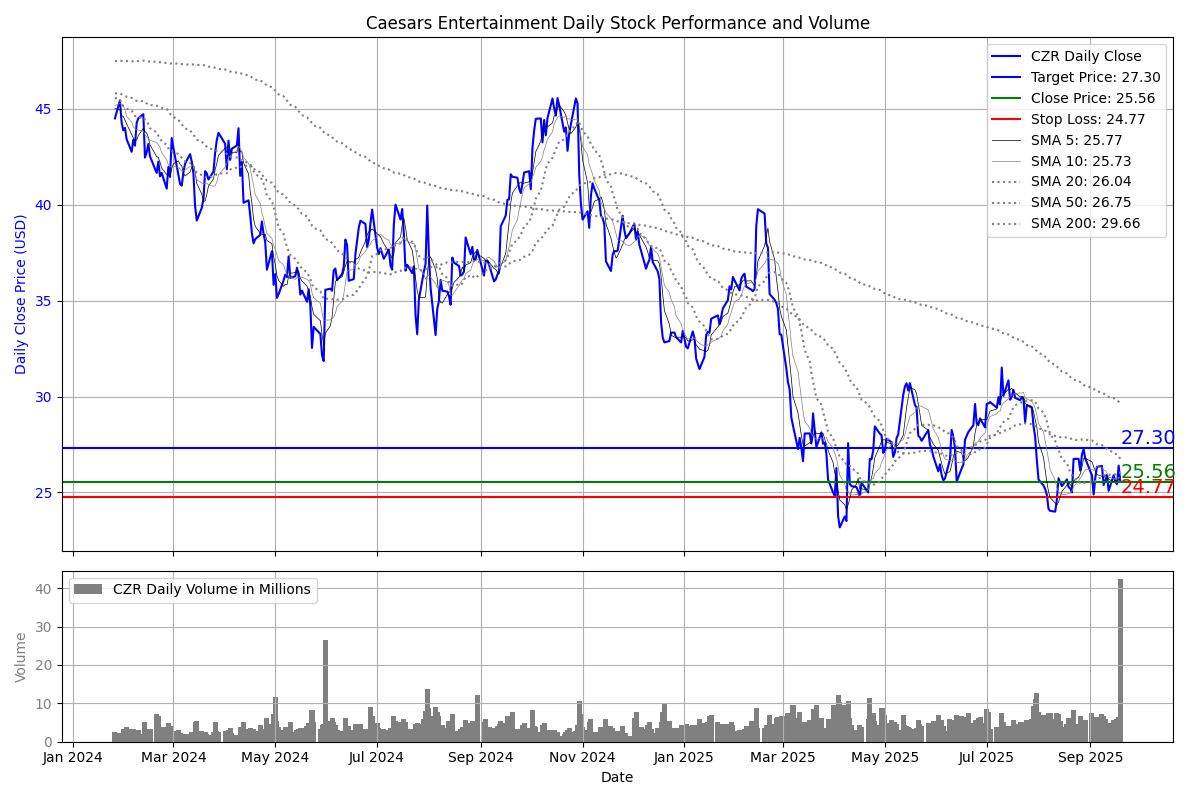 Caesars Entertainment Daily Stock Performance and Volume
Daily Close Price (USD)
45
40
35
30
25
CZR Daily Close
Target Price: 27.30
Close Price: 25.56
Stop Loss: 24.77
SMA 5: 25.77
SMA 10: 25.73
SMA 20: 26.04
SMA 50: 26.75
SMA 200: 29.66
27.30
25.56
24.77
Volume
40
30
20
10
0
CZR Daily Volume in Millions
Jan 2024 Mar 2024 May 2024 Jul 2024 Sep 2024 Nov 2024 Jan 2025 Mar 2025 May 2025 Jul 2025 Sep 2025
Date